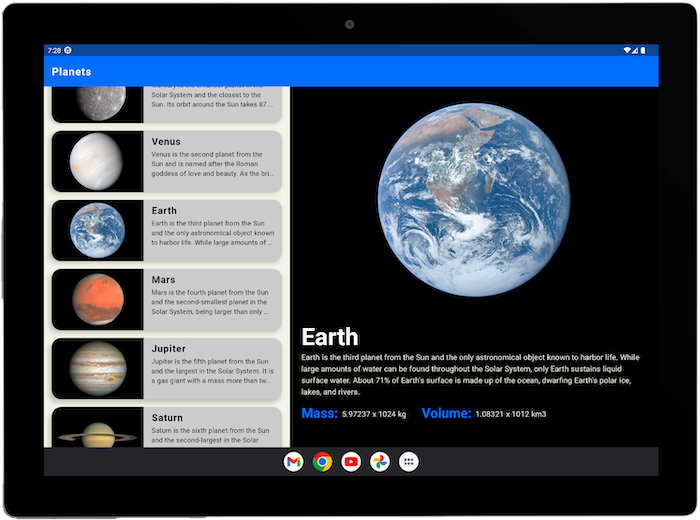 7:28
Planets
Solar System and the closest to the
Sun. Its orbit around the Sun takes 87...
Venus
Venus is the second planet from the
Sun and is named after the Roman
goddess of love and beauty. As the bri...
Earth
Earth is the third planet from the Sun
and the only astronomical object known
to harbor life. While large amounts of ...
Mars
Mars is the fourth planet from the Sun
and the second-smallest planet in the
Solar System, being larger than only ...
Jupiter
Jupiter is the fifth planet from the Sun
and the largest in the Solar System. It is
a gas giant with a mass more than tw...
Saturn
Saturn is the sixth planet from the Sun
and the second-largest in the Solar
Earth
Earth is the third planet from the Sun and the only astronomical object known to harbor life. While
large amounts of water can be found throughout the Solar System, only Earth sustains liquid
surface water. About 71% of Earth's surface is made up of the ocean, dwarfing Earth's polar ice,
lakes, and rivers.
Mass: 5.97237 x 1024 kg Volume: 1.08321 x 1012 km3